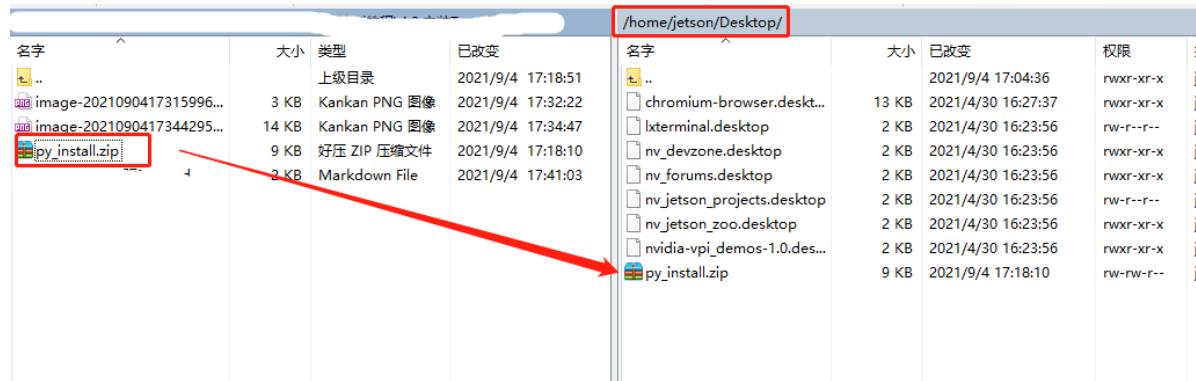 /home/jetson/Desktop/
名字 大小 类型 已改变
.. 上级目录 2021/9/4 17:18:51
image-2021090417315996... 3 KB Kankan PNG 图像 2021/9/4 17:32:22
image-2021090417344295... 14 KB Kankan PNG 图像 2021/9/4 17:34:47
py_install.zip 9 KB 好压 ZIP 压缩文件 2021/9/4 17:18:10
2 KB Markdown File 2021/9/4 17:41:03
名字 大小 已改变 权限
.. 2021/9/4 17:04:36 rwxr-xr-x
chromium-browser.deskt... 13 KB 2021/4/30 16:27:37 rwxr-xr-x
lxterminal.desktop 2 KB 2021/4/30 16:23:56 rw-r--r--
nv_devzone.desktop 2 KB 2021/4/30 16:23:56 rwxr-xr-x
nv_forums.desktop 2 KB 2021/4/30 16:23:56 rwxr-xr-x
nv_jetson_projects.desktop 2 KB 2021/4/30 16:23:56 rw-r--r--
nv_jetson_zoo.desktop 2 KB 2021/4/30 16:23:56 rwxr-xr-x
nvidia-vpi_demos-1.0.des... 2 KB 2021/4/30 16:23:56 rwxr-xr-x
py_install.zip 9 KB 2021/9/4 17:18:10 rw-rw-r--